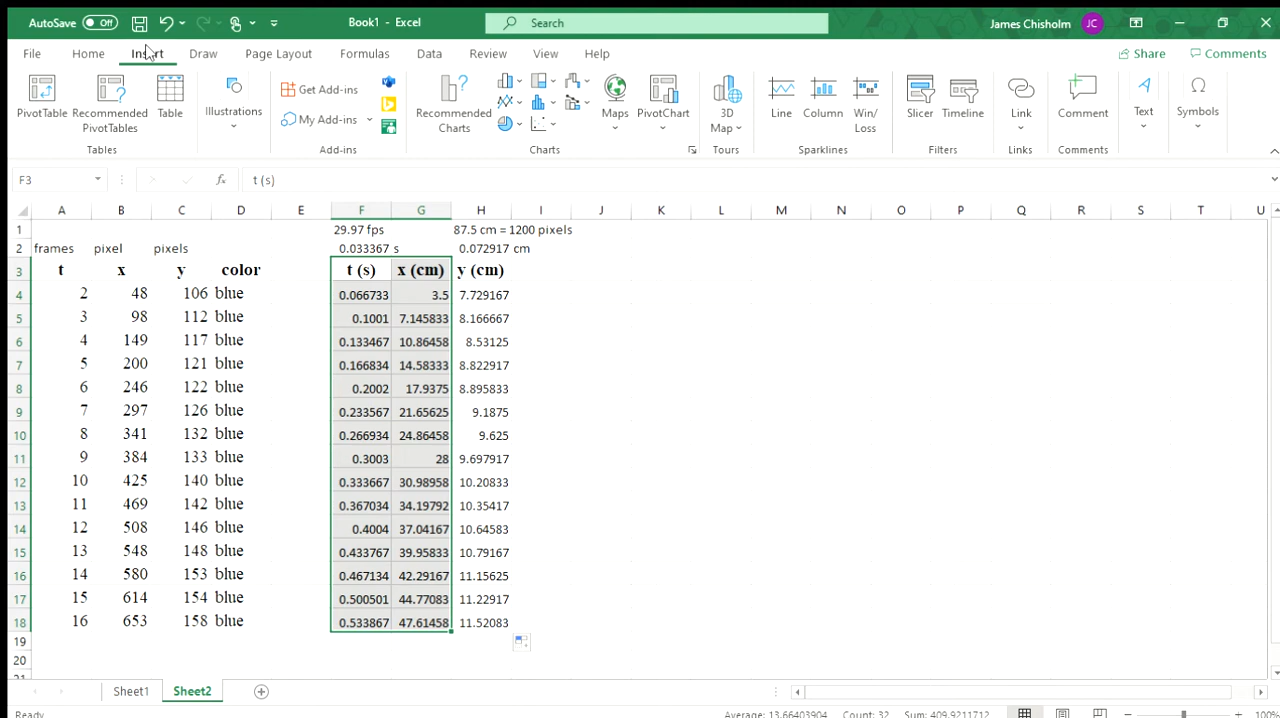 AutoSave Off Book1 - Excel Search James Chisholm JC
File Home Insert Draw Page Layout Formulas Data Review View Help Share Comments
PivotTable Recommended PivotTables Table Illustrations Get Add-ins My Add-ins Recommended Charts Maps PivotChart 3D Map Line Column Win/Loss Slicer Timeline Link Comment Text Symbols
Tables Add-ins Charts Tours Sparklines Filters Links Comments
F3 fx t (s)
A B C D E F G H I J K L M N O P Q R S T U
1 29.97 fps 87.5 cm = 1200 pixels
2 frames pixel pixels 0.033367 s 0.072917 cm
3 t x y color t (s) x (cm) y (cm)
4 2 48 106 blue 0.066733 3.5 7.729167
5 3 98 112 blue 0.1001 7.145833 8.166667
6 4 149 117 blue 0.133467 10.86458 8.53125
7 5 200 121 blue 0.166834 14.58333 8.822917
8 6 246 122 blue 0.2002 17.9375 8.895833
9 7 297 126 blue 0.233567 21.65625 9.1875
10 8 341 132 blue 0.266934 24.86458 9.625
11 9 384 133 blue 0.3003 28 9.697917
12 10 425 140 blue 0.333667 30.98958 10.20833
13 11 469 142 blue 0.367034 34.19792 10.35417
14 12 508 146 blue 0.4004 37.04167 10.64583
15 13 548 148 blue 0.433767 39.95833 10.79167
16 14 580 153 blue 0.467134 42.29167 11.15625
17 15 614 154 blue 0.500501 44.77083 11.22917
18 16 653 158 blue 0.533867 47.61458 11.52083
19
20
21
Sheet1 Sheet2
Ready Average: 13.66403904 Count: 32 Sum: 409.9211712 100%